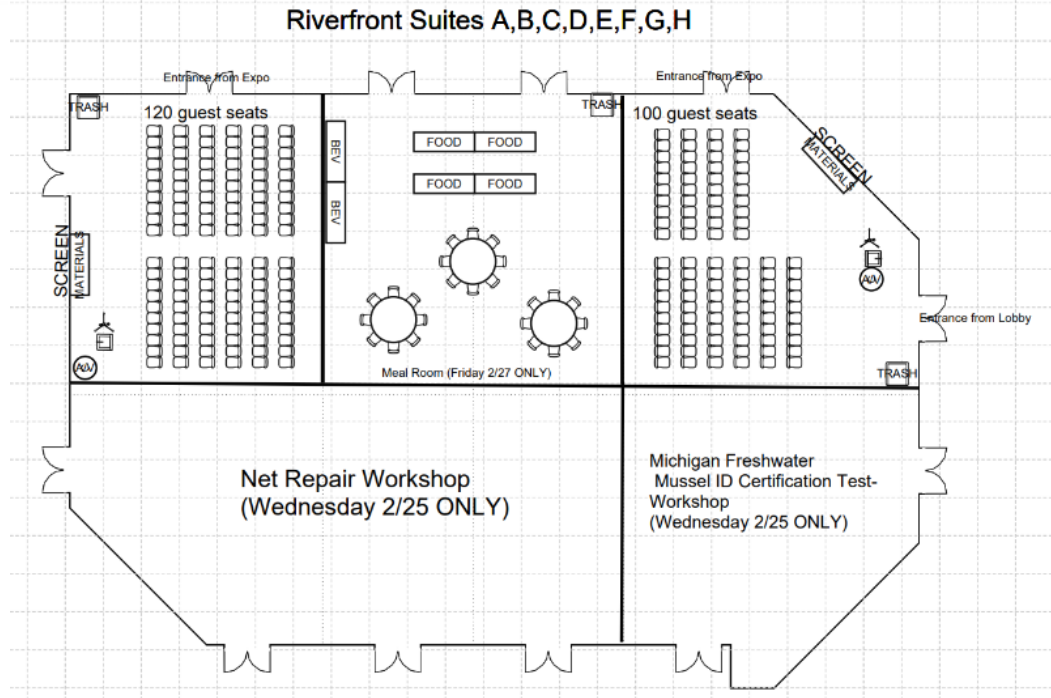 Riverfront Suites A,B,C,D,E,F,G,H
Entrance from Expo
Entrance from Expo
TRASH
120 guest seats
TRASH
100 guest seats
SCREEN
MATERIALS
BEV
BEV
FOOD FOOD
FOOD FOOD
SCREEN
MATERIALS
A/V
A/V
Entrance from Lobby
Meal Room (Friday 2/27 ONLY)
TRASH
Net Repair Workshop
(Wednesday 2/25 ONLY)
Michigan Freshwater
Mussel ID Certification Test-
Workshop
(Wednesday 2/25 ONLY)